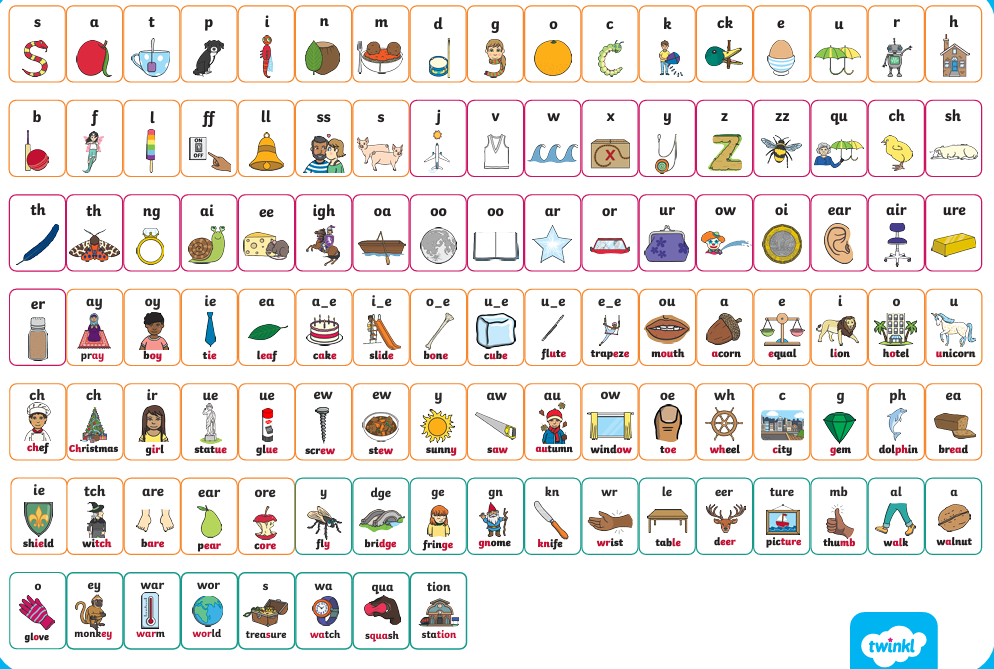 s a t p i n m d g o c k ck e u r h
b f l ff ll ss s j v w x y z zz qu ch sh
ON
OFF
X
th th ng ai ee igh oa oo oo ar or ur ow oi ear air ure
er ay oy ie ea a_e i_e o_e u_e u_e e_e ou a e i o u
pray boy tie leaf cake slide bone cube flute trapeze mouth acorn equal lion hotel unicorn
ch ch ir ue ue ew ew y aw au ow oe wh c g ph ea
chef Christmas girl statue glue screw stew sunny saw autumn window toe wheel city gem dolphin bread
ie tch are ear ore y dge ge gn kn wr le eer ture mb al a
shield witch bare pear core fly bridge fringe gnome knife wrist table deer picture thumb walk walnut
o ey war wor s wa qua tion
glove monkey warm world treasure watch squash station
twinkl